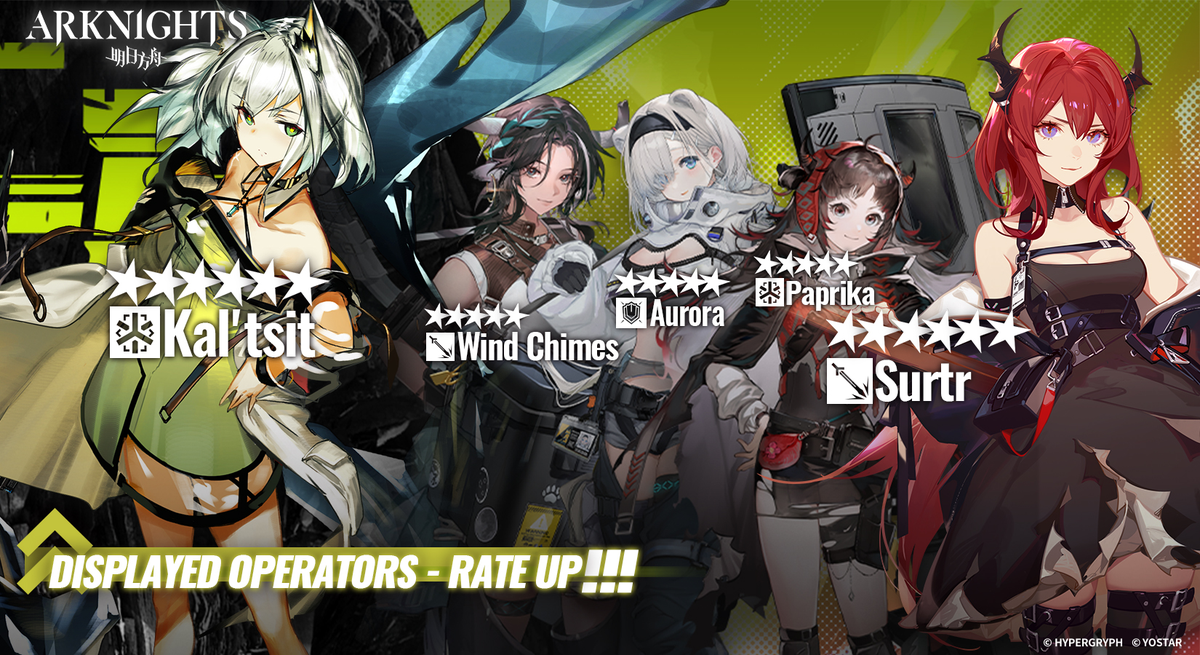 ARKNIGHTS
明日方舟
★★★★★★
Kal'tsit
★★★★★
Wind Chimes
★★★★★
Aurora
★★★★★
Paprika
★★★★★★
Surtr
DISPLAYED OPERATORS - RATE UP!!!
© HYPERGRYPH © YOSTAR